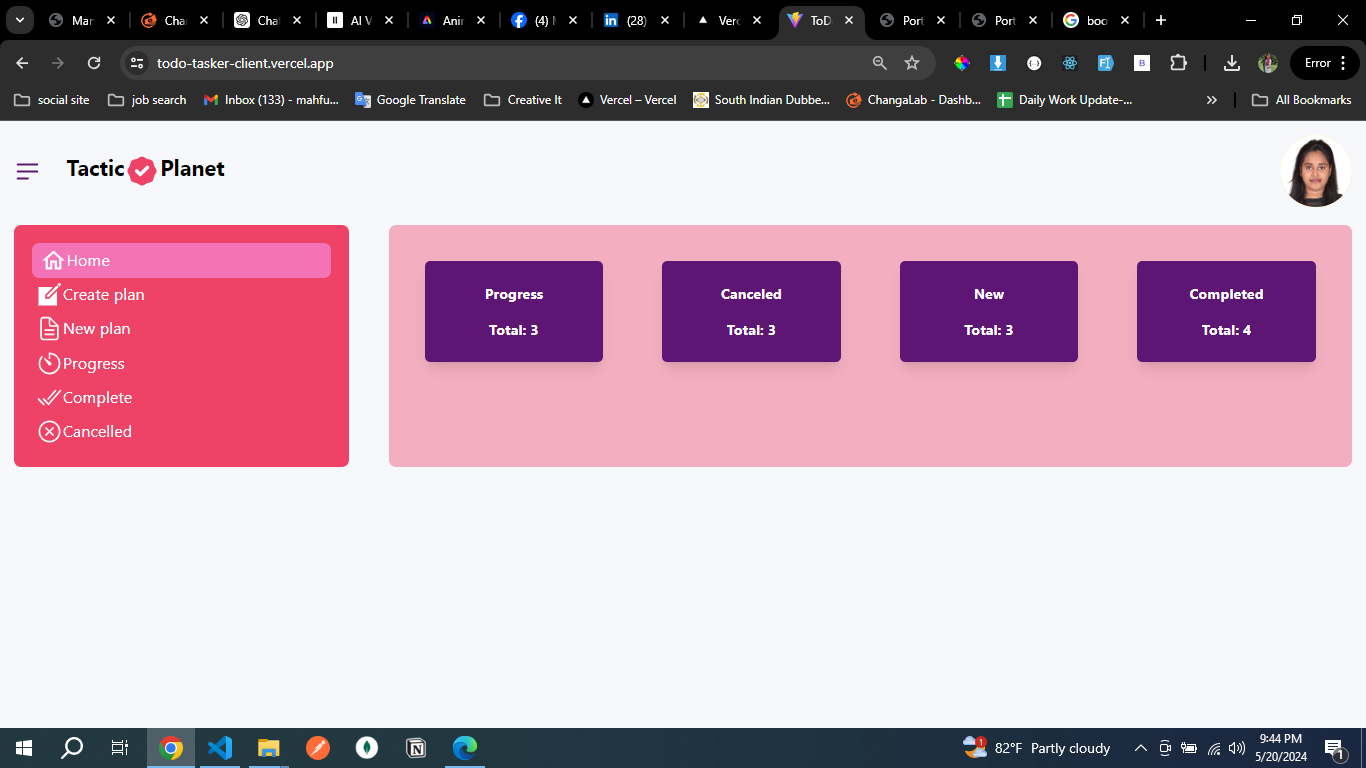 Mar
Cha
Chat
AI V
Anir
(4) M
(28)
Verc
ToD
Port
Port
boo
todo-tasker-client.vercel.app
Error
social site
job search
Inbox (133) - mahfu...
Google Translate
Creative It
Vercel – Vercel
South Indian Dubbe...
ChangaLab - Dashb...
Daily Work Update-...
All Bookmarks
Tactic Planet
Home
Create plan
New plan
Progress
Complete
Cancelled
Progress
Total: 3
Canceled
Total: 3
New
Total: 3
Completed
Total: 4
82°F Partly cloudy
9:44 PM
5/20/2024
1